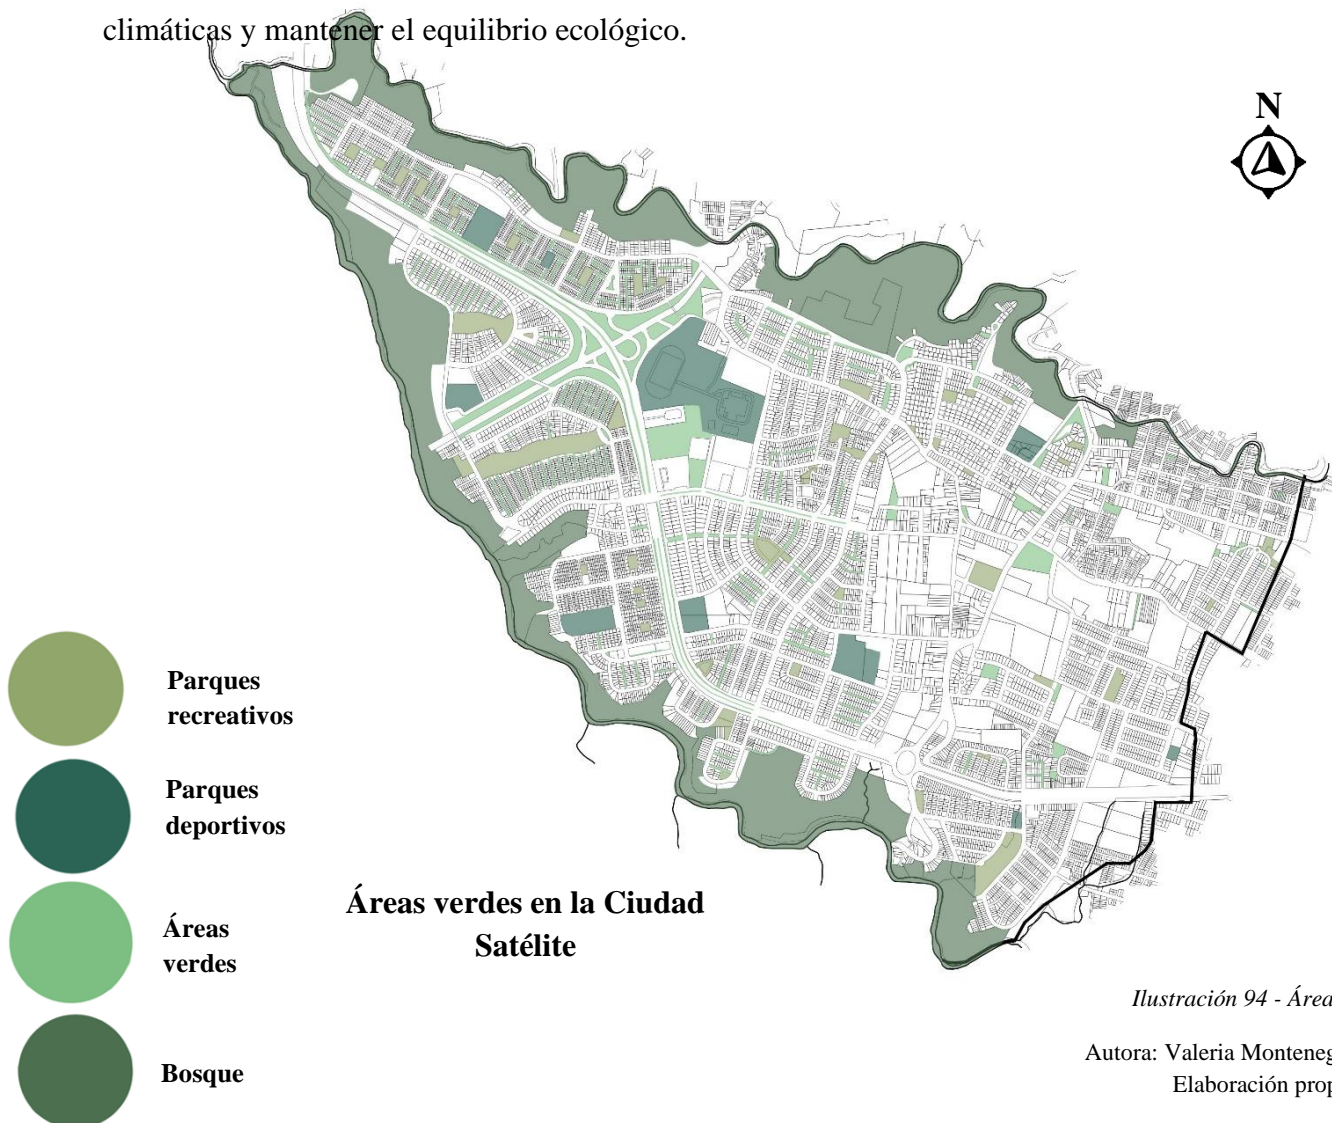 climáticas y mantener el equilibrio ecológico.
N
Parques
recreativos
Parques
deportivos
Áreas
verdes
Bosque
Áreas verdes en la Ciudad
Satélite
Ilustración 94 - Área
Autora: Valeria Monteneg
Elaboración prop